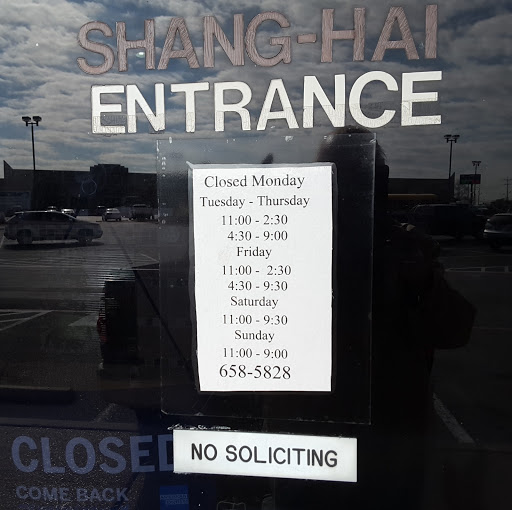 SHANG-HAI
ENTRANCE
Closed Monday
Tuesday - Thursday
11:00 - 2:30
4:30 - 9:00
Friday
11:00 - 2:30
4:30 - 9:30
Saturday
11:00 - 9:30
Sunday
11:00 - 9:00
658-5828
NO SOLICITING
CLOSED
COME BACK